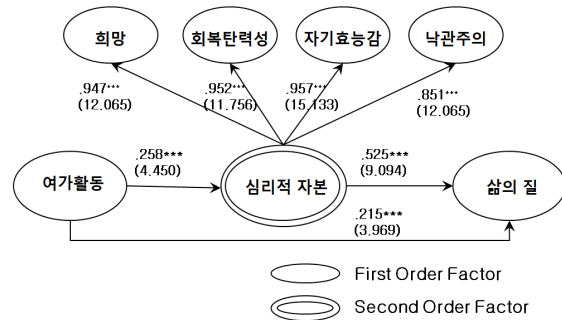 희망 회복탄력성 자기효능감 낙관주의
.947*** .952*** .957*** .851***
(12.065) (11.756) (15.133) (12.065)
.258*** .525***
(4.450) (9.094)
여가활동 심리적 자본 삶의 질
.215***
(3.969)
First Order Factor
Second Order Factor